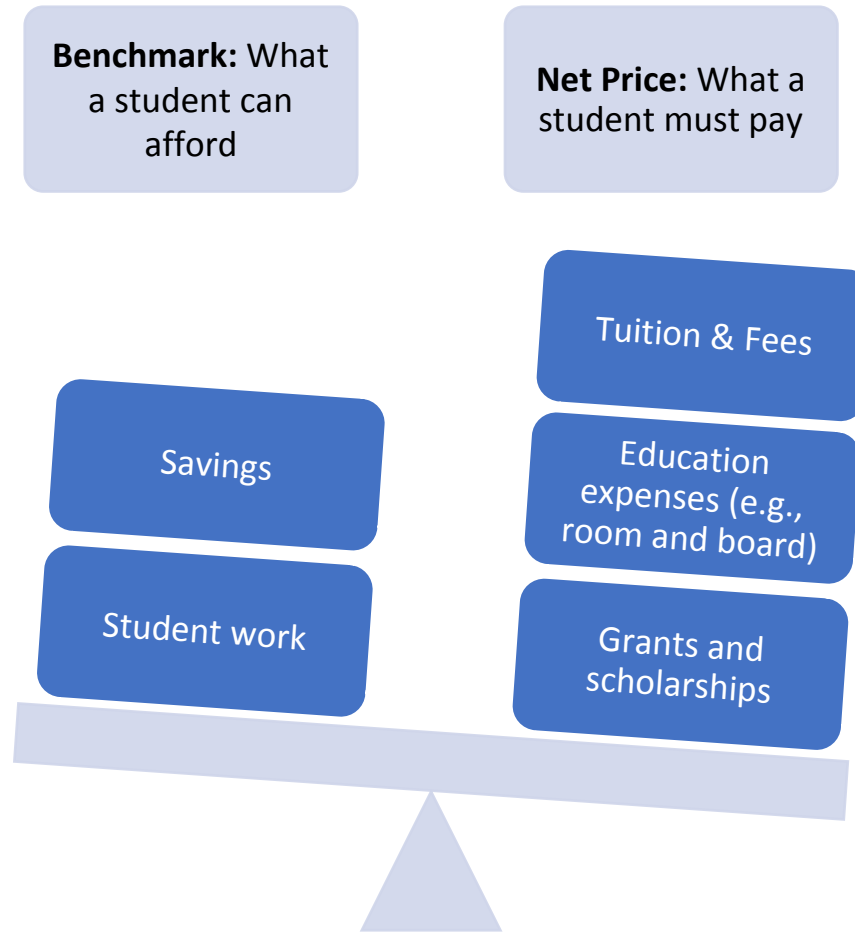 Benchmark: What
a student can
afford
Net Price: What a
student must pay
Savings
Student work
Tuition & Fees
Education
expenses (e.g.,
room and board)
Grants and
scholarships